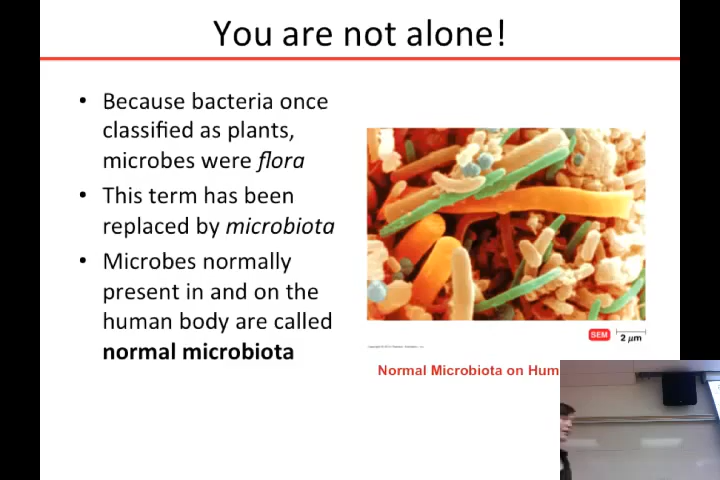 You are not alone!
• Because bacteria once
classified as plants,
microbes were flora
• This term has been
replaced by microbiota
• Microbes normally
present in and on the
human body are called
normal microbiota
SEM
2 μm
Normal Microbiota on Hum